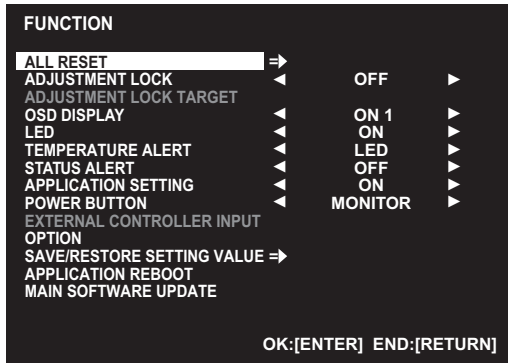 FUNCTION
ALL RESET
ADJUSTMENT LOCK OFF
ADJUSTMENT LOCK TARGET
OSD DISPLAY ON 1
LED ON
TEMPERATURE ALERT LED
STATUS ALERT OFF
APPLICATION SETTING ON
POWER BUTTON MONITOR
EXTERNAL CONTROLLER INPUT
OPTION
SAVE/RESTORE SETTING VALUE
APPLICATION REBOOT
MAIN SOFTWARE UPDATE
OK:[ENTER] END:[RETURN]